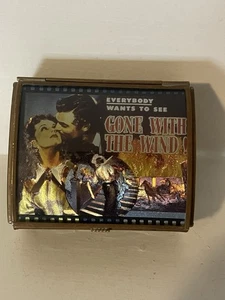 EVERYBODY
WANTS TO SEE
GONE WITH
THE WIND